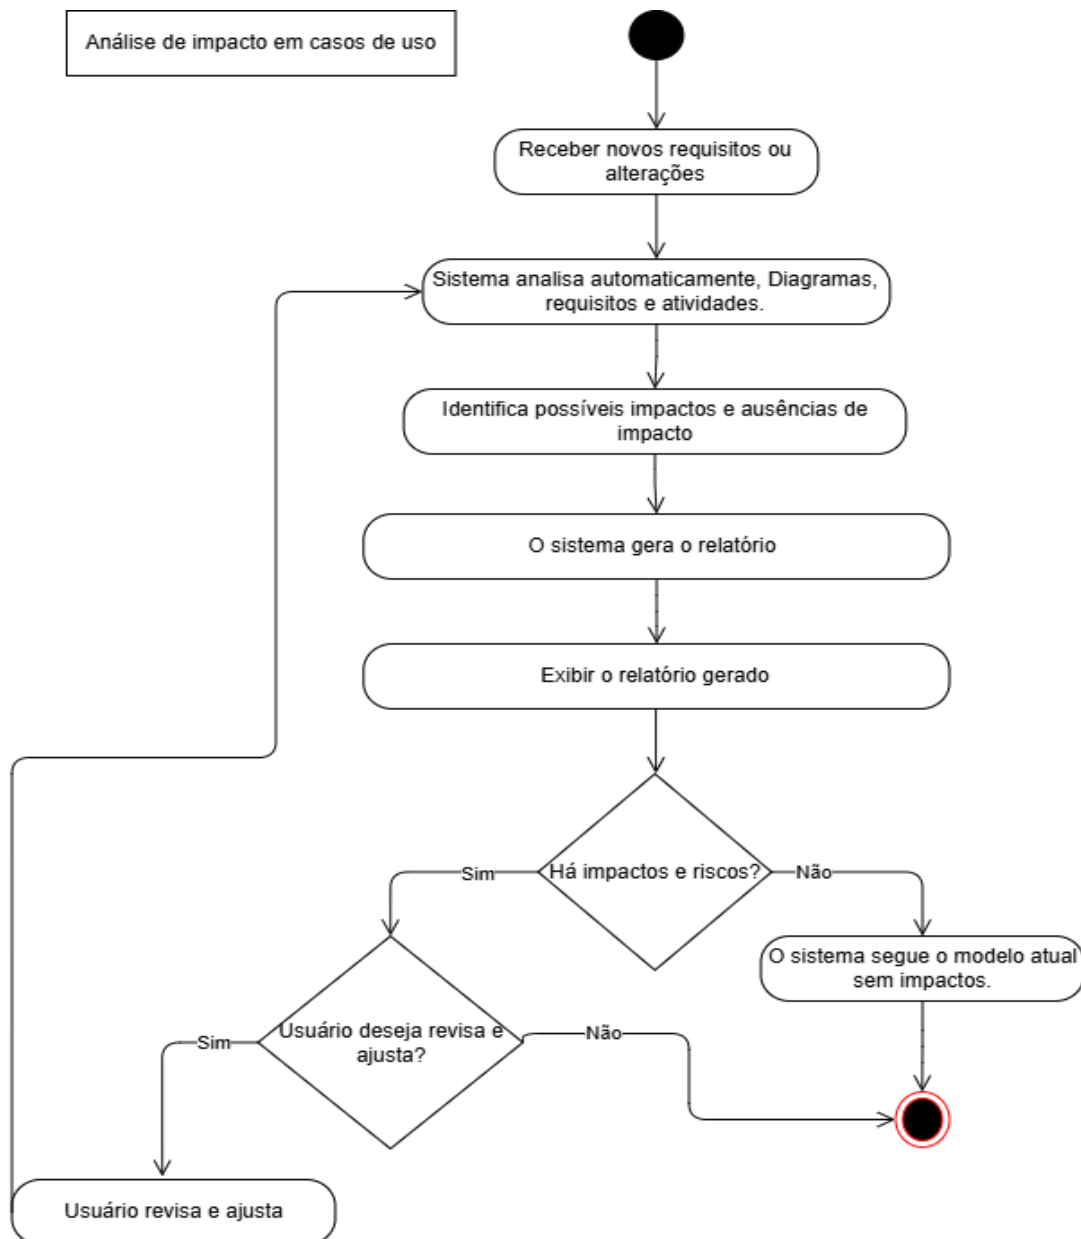 Análise de impacto em casos de uso
Receber novos requisitos ou
alterações
Sistema analisa automaticamente, Diagramas,
requisitos e atividades.
Identifica possíveis impactos e ausências de
impacto
O sistema gera o relatório
Exibir o relatório gerado
Há impactos e riscos?
Sim
Não
O sistema segue o modelo atual
sem impactos.
Usuário deseja revisa e
ajusta?
Sim
Não
Usuário revisa e ajusta